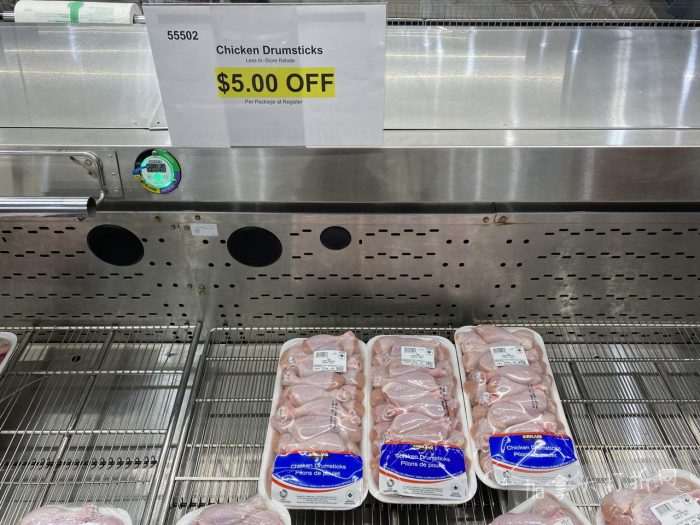 55502
Chicken Drumsticks
Less In-Store Rebate
$5.00 OFF
Per Package at Register
Chicken Drumsticks
Pilons de poulet
Chicken Drumsticks
Pilons de poulet
KIRKLAND
Chicken Drumsticks
Pilons de poulet